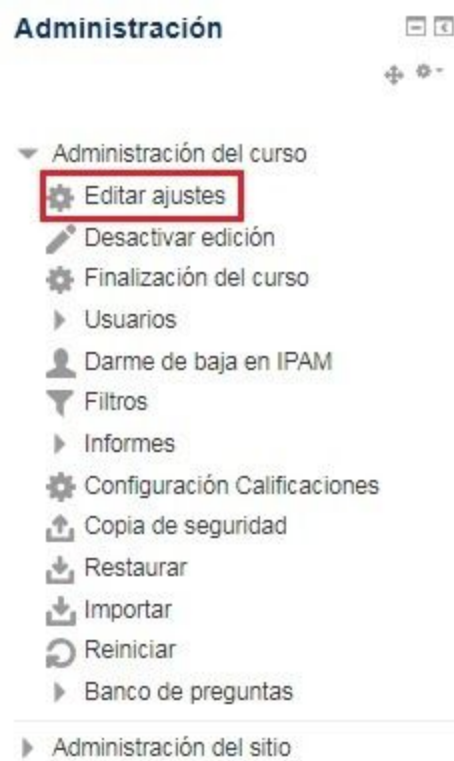 Administración
Administración del curso
Editar ajustes
Desactivar edición
Finalización del curso
Usuarios
Darme de baja en IPAM
Filtros
Informes
Configuración Calificaciones
Copia de seguridad
Restaurar
Importar
Reiniciar
Banco de preguntas
Administración del sitio